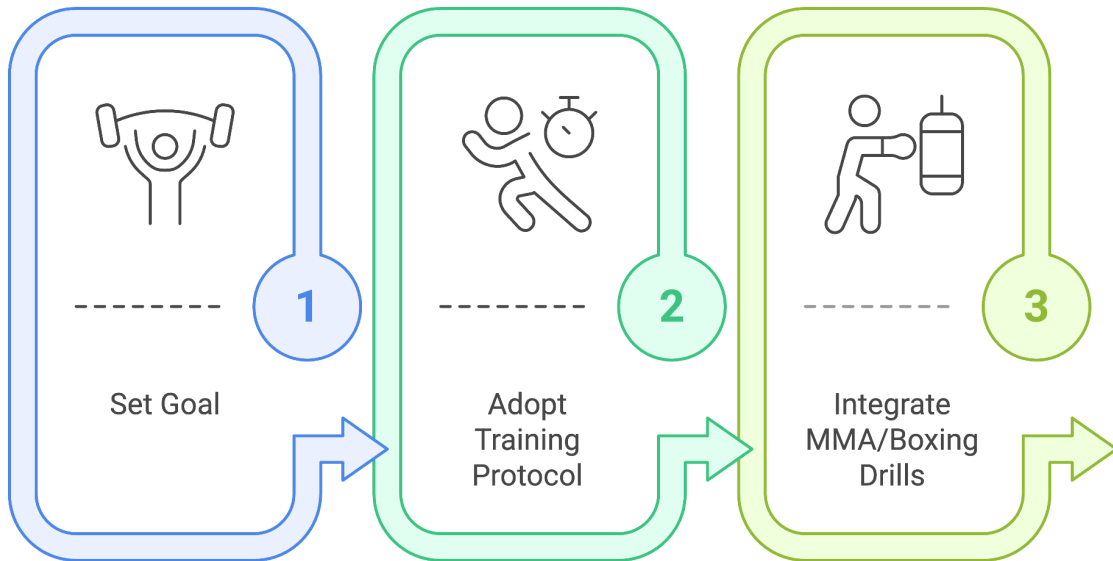 1
Set Goal
2
Adopt
Training
Protocol
3
Integrate
MMA/Boxing
Drills